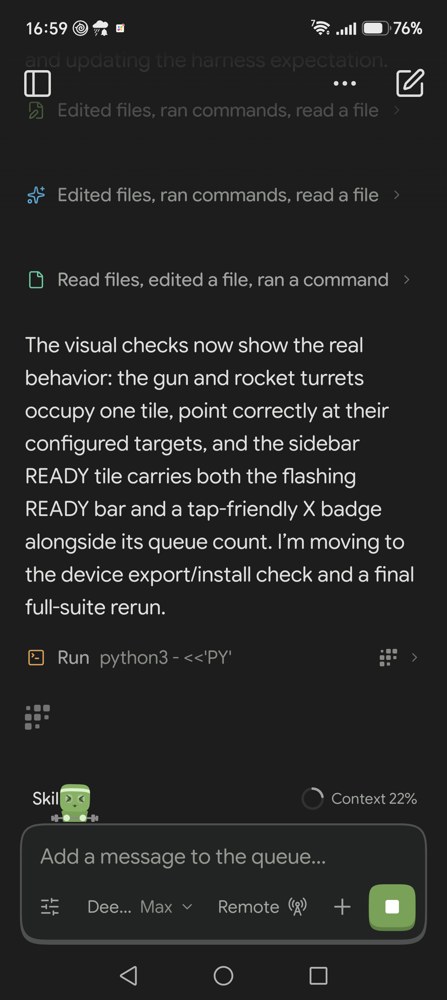 16:59
7
76%
and updating the harness expectation.
Edited files, ran commands, read a file
Edited files, ran commands, read a file
Read files, edited a file, ran a command
The visual checks now show the real
behavior: the gun and rocket turrets
occupy one tile, point correctly at their
configured targets, and the sidebar
READY tile carries both the flashing
READY bar and a tap-friendly X badge
alongside its queue count. I'm moving to
the device export/install check and a final
full-suite rerun.
Run python3 - <<'PY'
Skil
Context 22%
Add a message to the queue...
Dee... Max
Remote